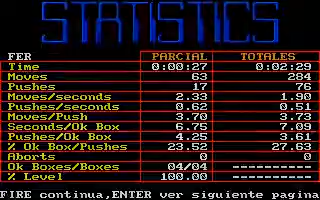 STATISTICS
FER PARCIAL TOTALES
Time 0:00:27 0:02:29
Moves 63 284
Pushes 17 76
Moves/seconds 2.33 1.90
Pushes/seconds 0.62 0.51
Moves/Push 3.70 3.73
Seconds/Ok Box 6.75 7.09
Pushes/Ok Box 4.25 3.61
% Ok Box/Pushes 23.52 27.63
Aborts 0 0
Ok Boxes/Boxes 04/04 ----------
% Level 100.00 ----------
FIRE continua,ENTER ver siguiente pagina